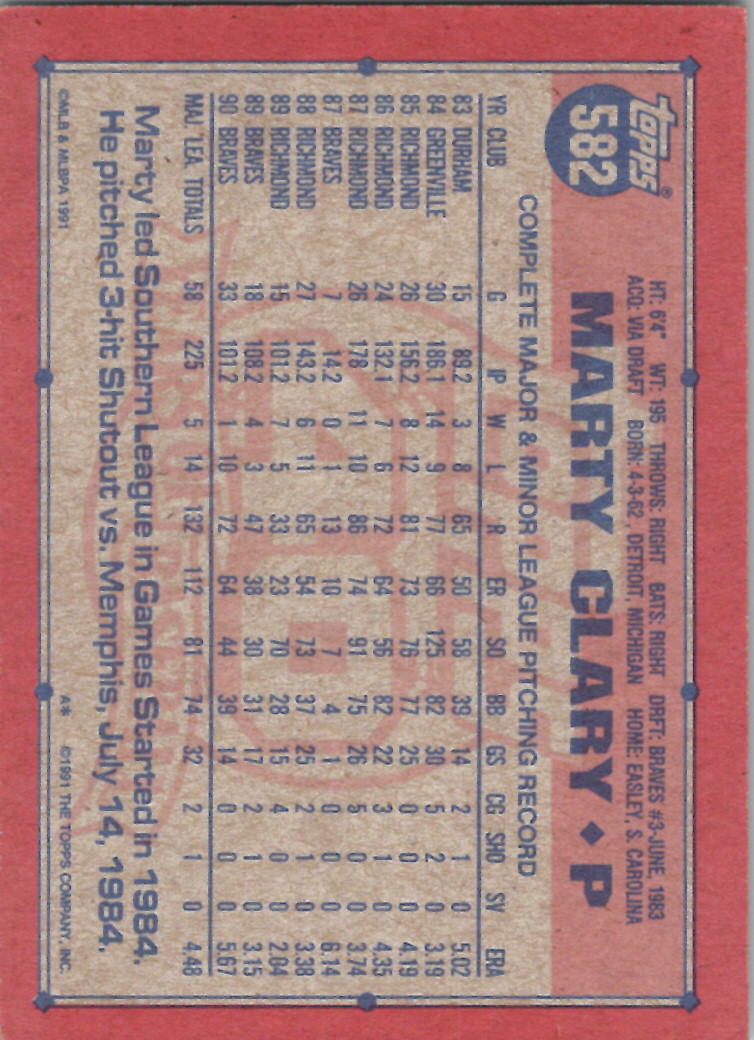 topps®
582
HT: 6'4" WT: 195 THROWS: RIGHT BATS: RIGHT DRFT: BRAVES #3-JUNE, 1983
ACQ: VIA DRAFT BORN: 4-3-62, DETROIT, MICHIGAN HOME: EASLEY, S. CAROLINA
MARTY CLARY ♦ P
COMPLETE MAJOR & MINOR LEAGUE PITCHING RECORD
YR CLUB G IP W L R ER SO BB GS CG SHO SV ERA
83 DURHAM 15 89.2 3 8 65 50 58 39 14 2 1 0 5.02
84 GREENVILLE 30 186.1 14 9 77 66 125 82 30 5 2 0 3.19
85 RICHMOND 26 156.2 8 12 81 73 76 77 25 0 0 0 4.19
86 RICHMOND 24 132.1 7 6 72 64 56 82 22 3 1 0 4.35
87 RICHMOND 26 178 11 10 86 74 91 75 26 5 0 0 3.74
87 BRAVES 7 14.2 0 1 13 10 7 4 1 0 0 0 6.14
88 RICHMOND 27 143.2 6 11 65 54 73 37 25 2 1 0 3.38
89 RICHMOND 15 101.2 7 5 33 23 70 28 15 4 0 0 2.04
89 BRAVES 18 108.2 4 3 47 38 30 31 17 2 1 0 3.15
90 BRAVES 33 101.2 1 10 72 64 44 39 14 0 0 0 5.67
MAJ. LEA. TOTALS 58 225 5 14 132 112 81 74 32 2 1 0 4.48
Marty led Southern League in Games Started in 1984.
He pitched 3-hit Shutout vs. Memphis, July 14, 1984.
©MLB & MLBPA 1991 A* ©1991 THE TOPPS COMPANY, INC.